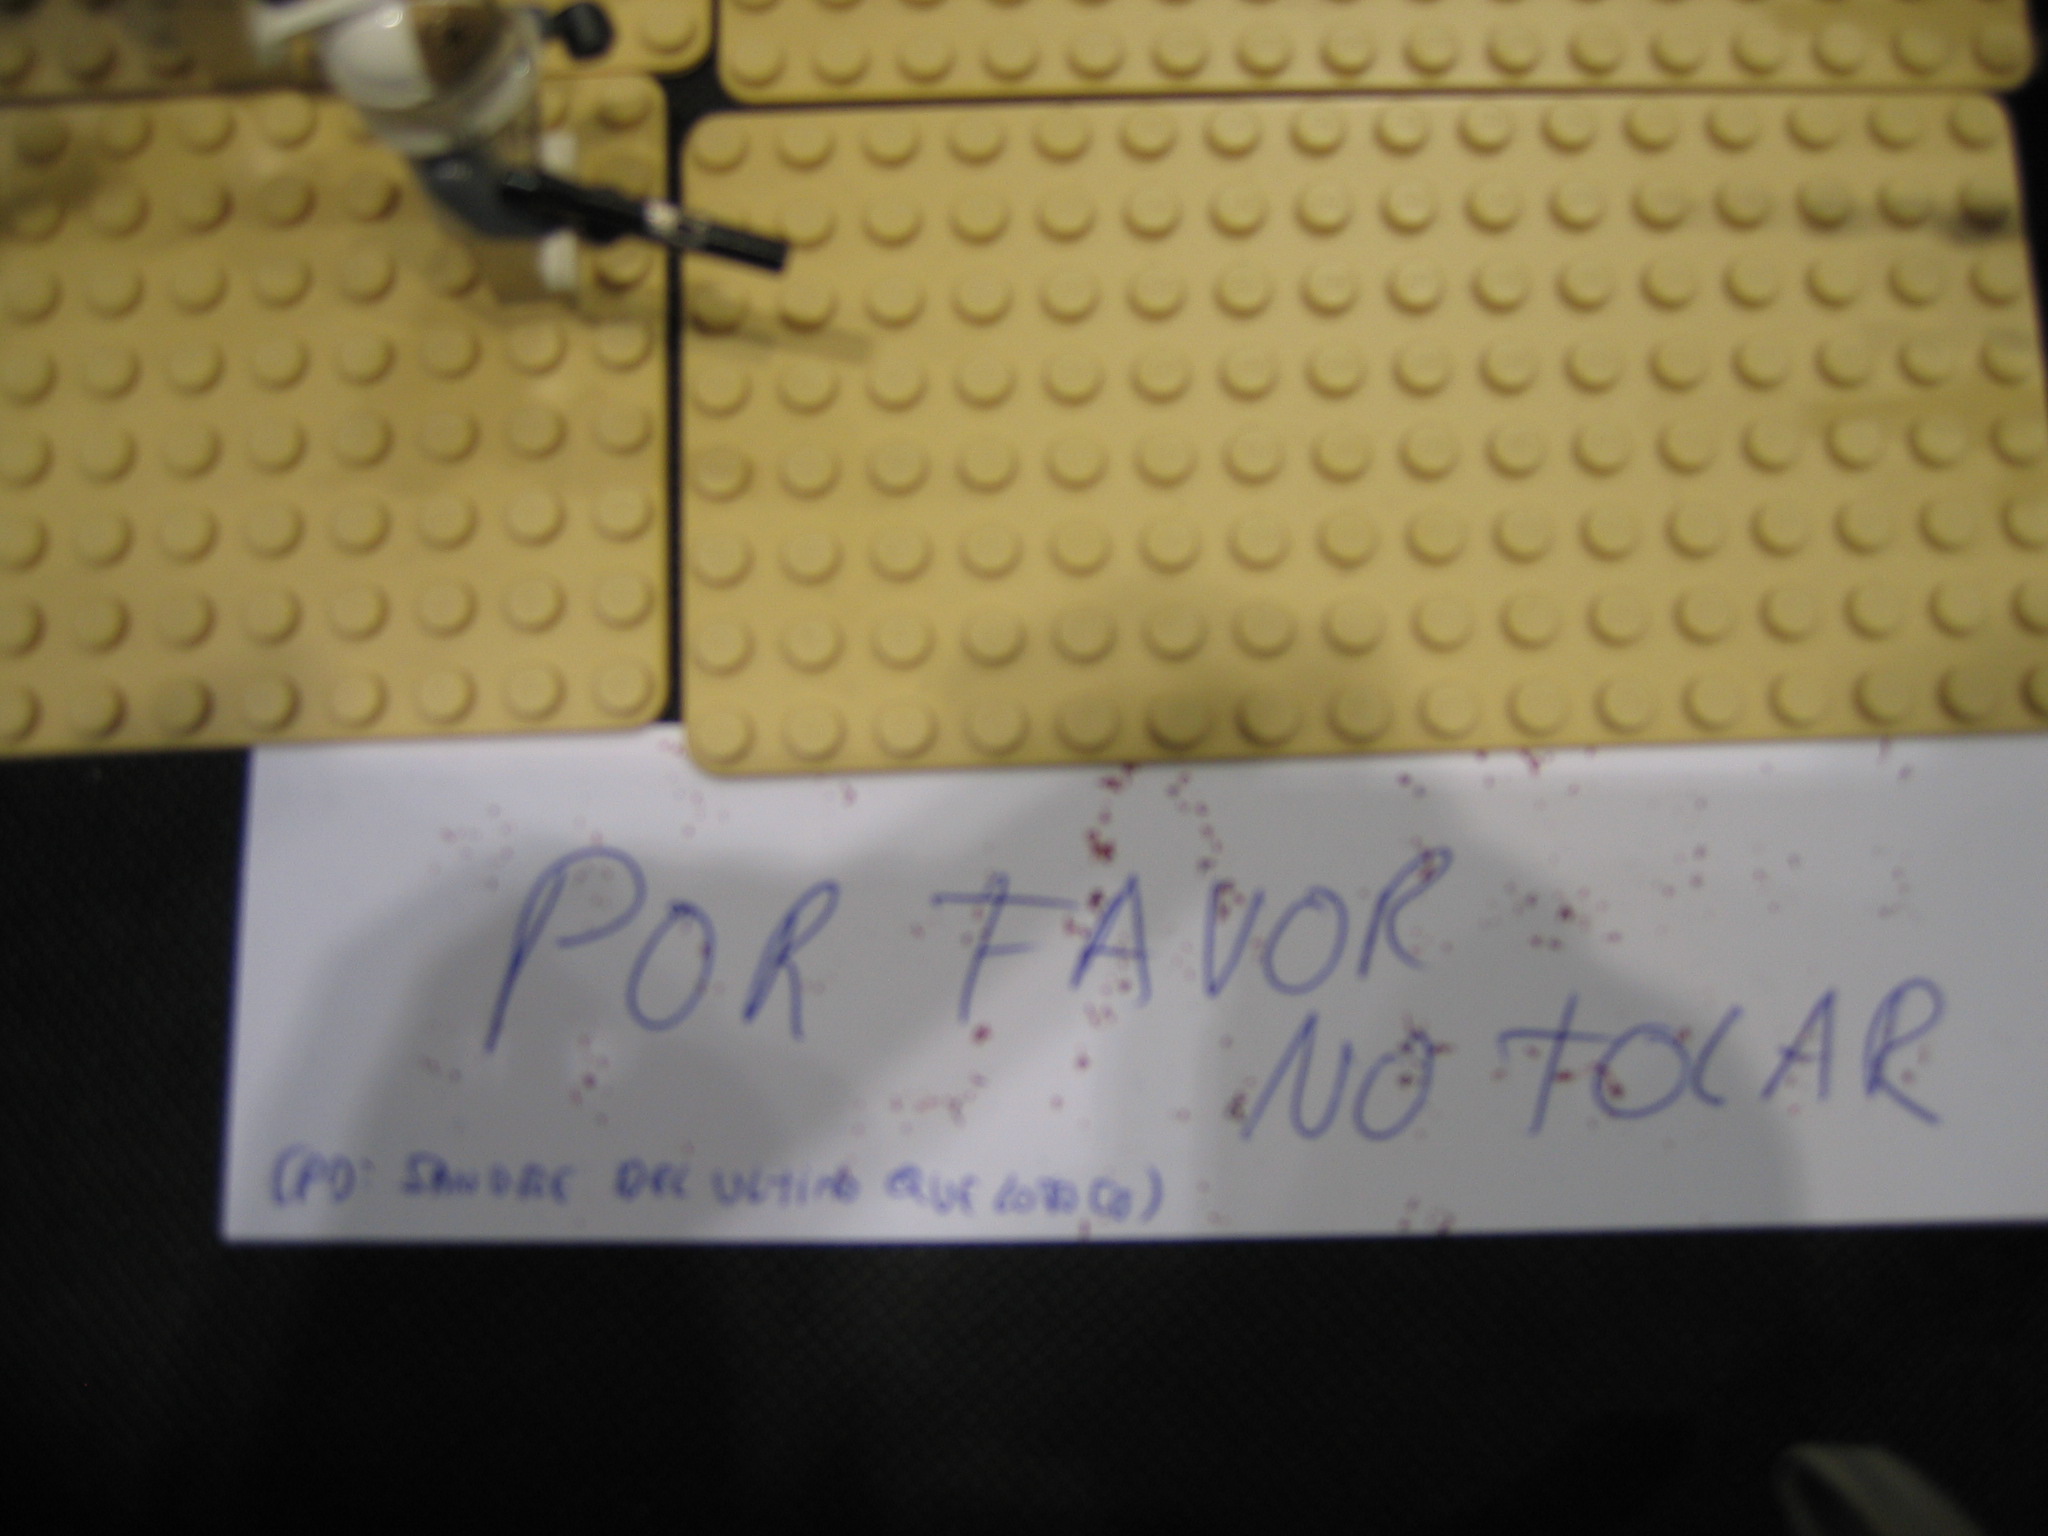 POR FAVOR
NO TOCAR
(PD: SANGRE DEL ULTIMO QUE LO TOCO)